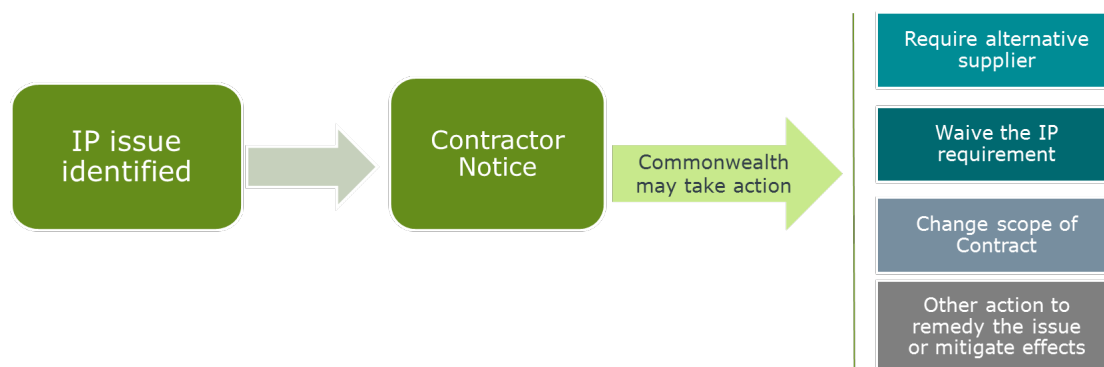 IP issue
identified
Contractor
Notice
Commonwealth
may take action
Require alternative
supplier
Waive the IP
requirement
Change scope of
Contract
Other action to
remedy the issue
or mitigate effects